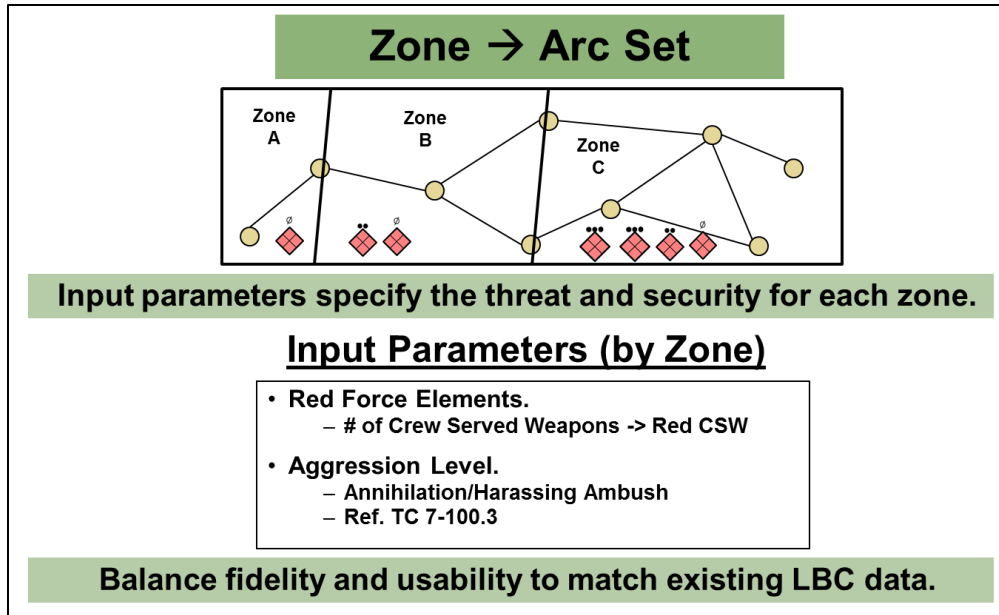 Zone → Arc Set
Zone
A
Zone
B
Zone
C
Ø
Ø
Ø
Input parameters specify the threat and security for each zone.
Input Parameters (by Zone)
• Red Force Elements.
– # of Crew Served Weapons -> Red CSW
• Aggression Level.
– Annihilation/Harassing Ambush
– Ref. TC 7-100.3
Balance fidelity and usability to match existing LBC data.